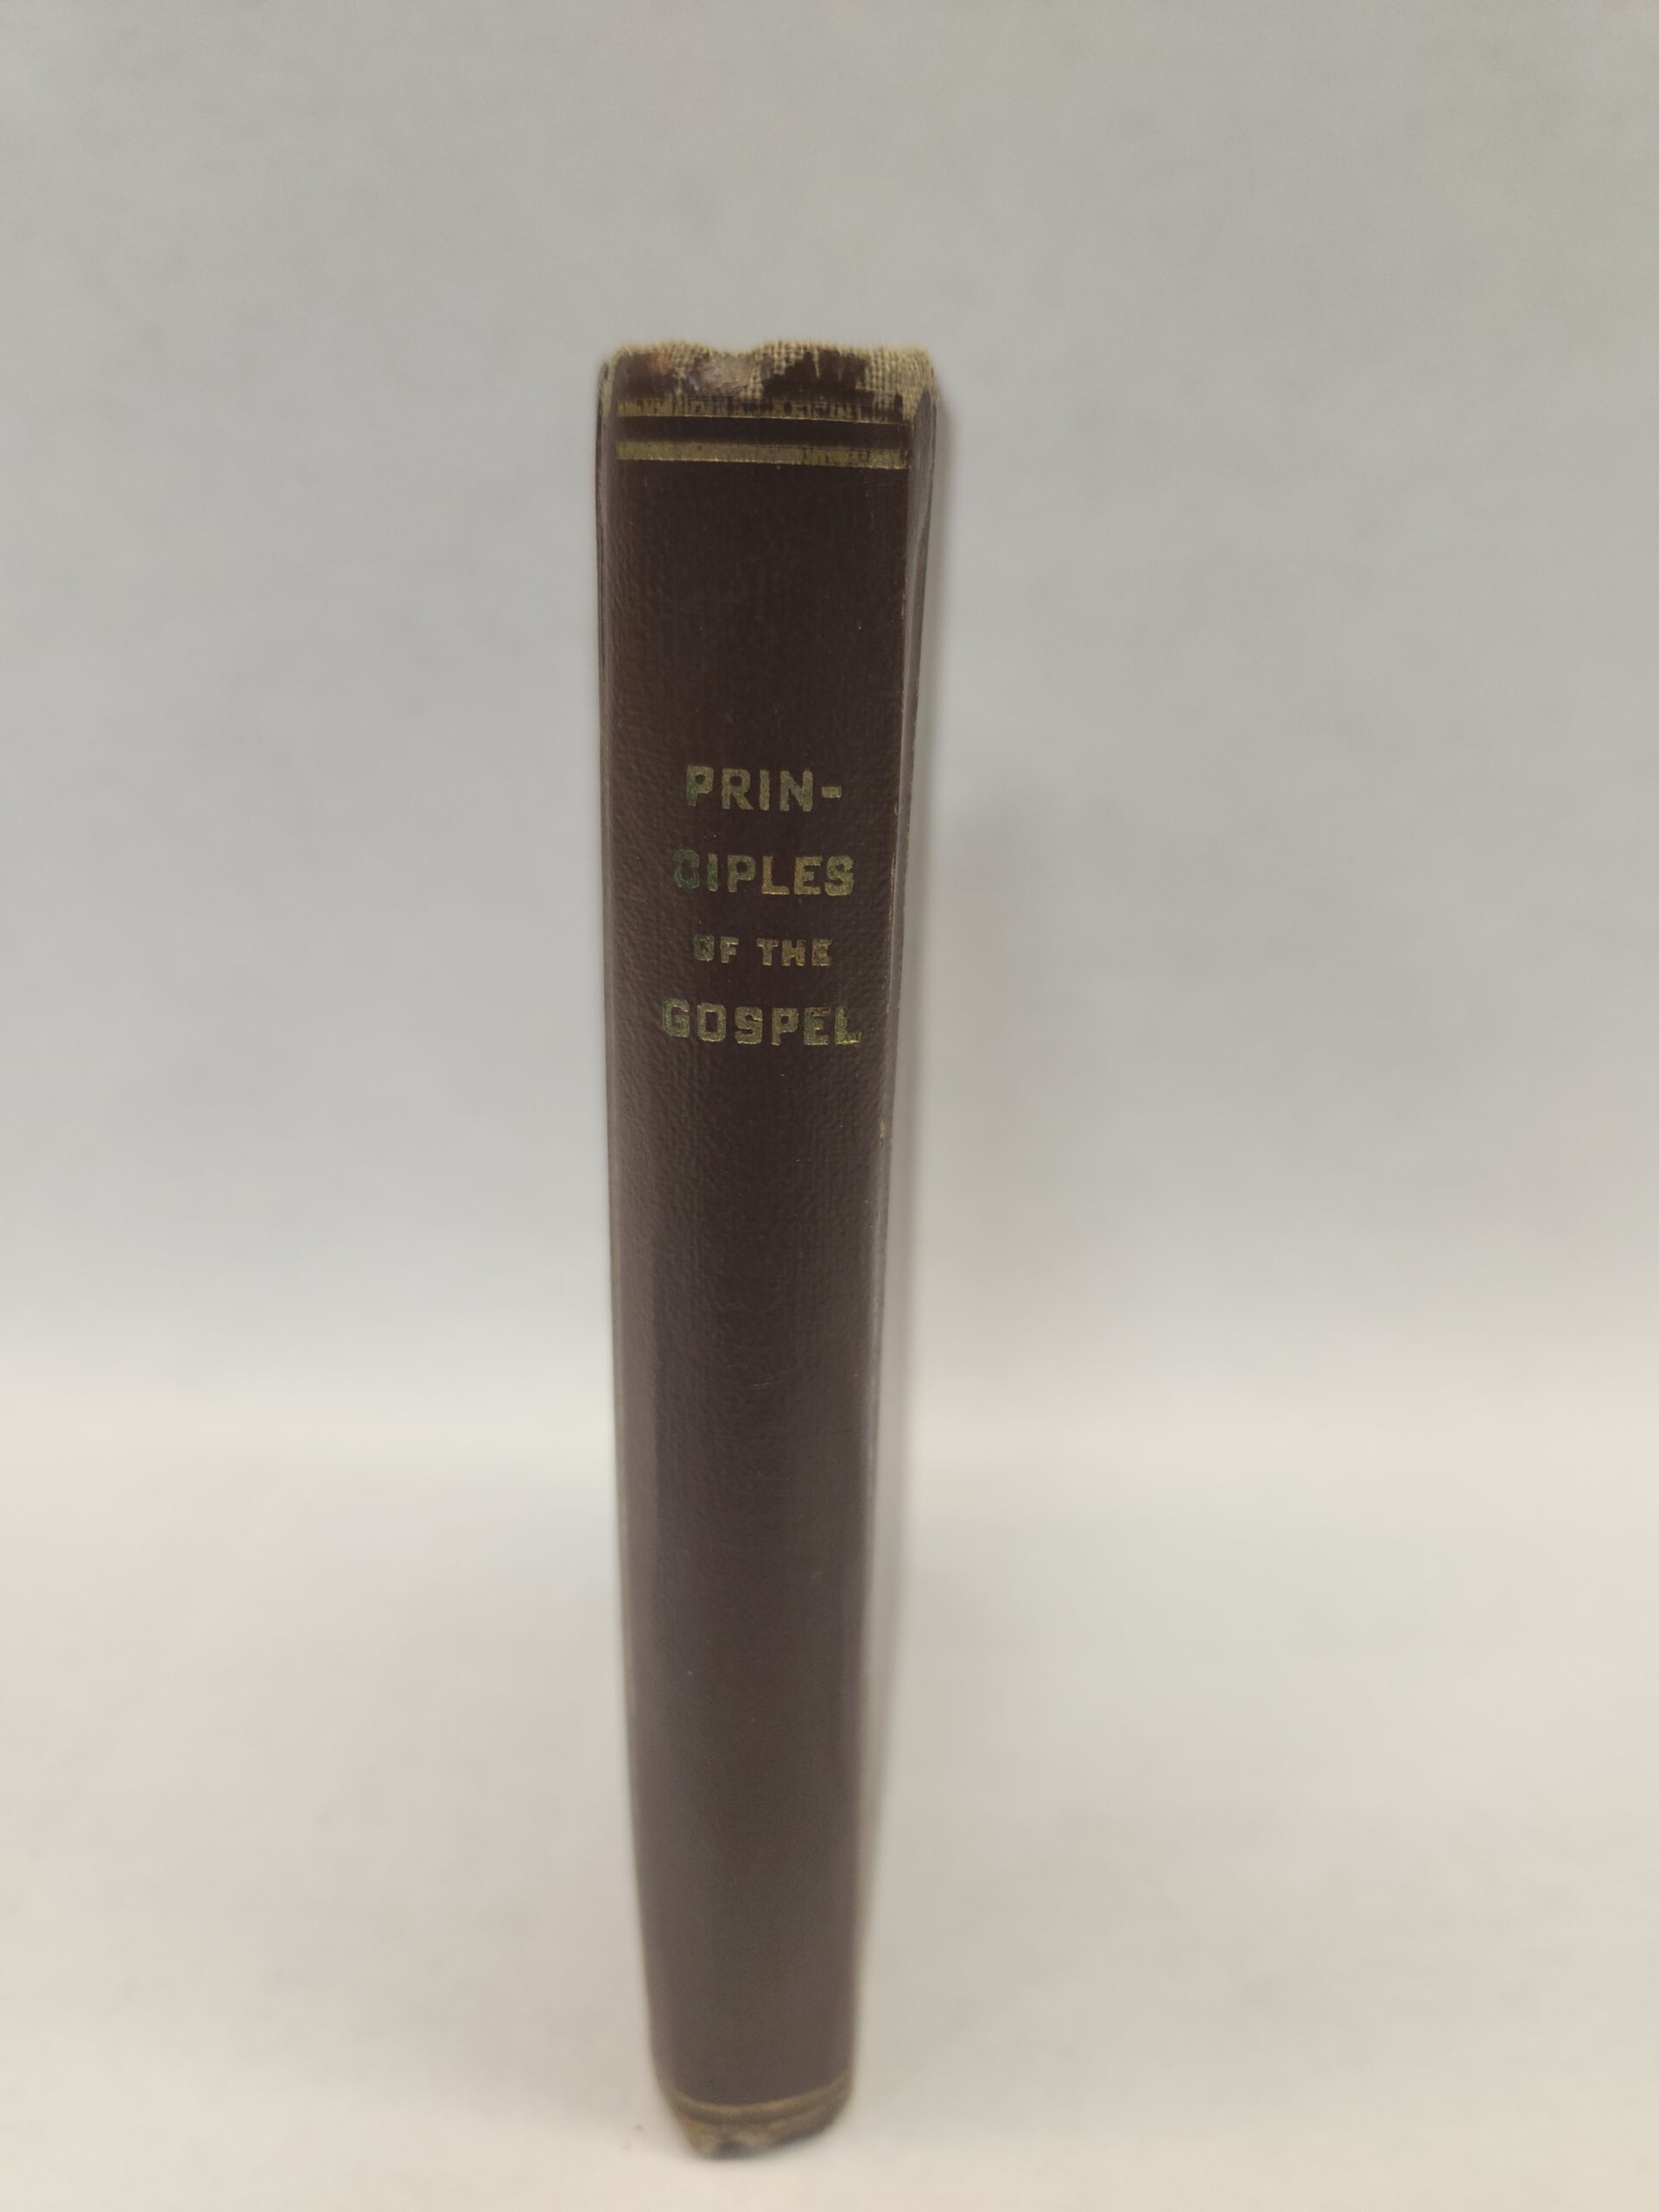 PRIN-
CIPLES
OF THE
GOSPEL